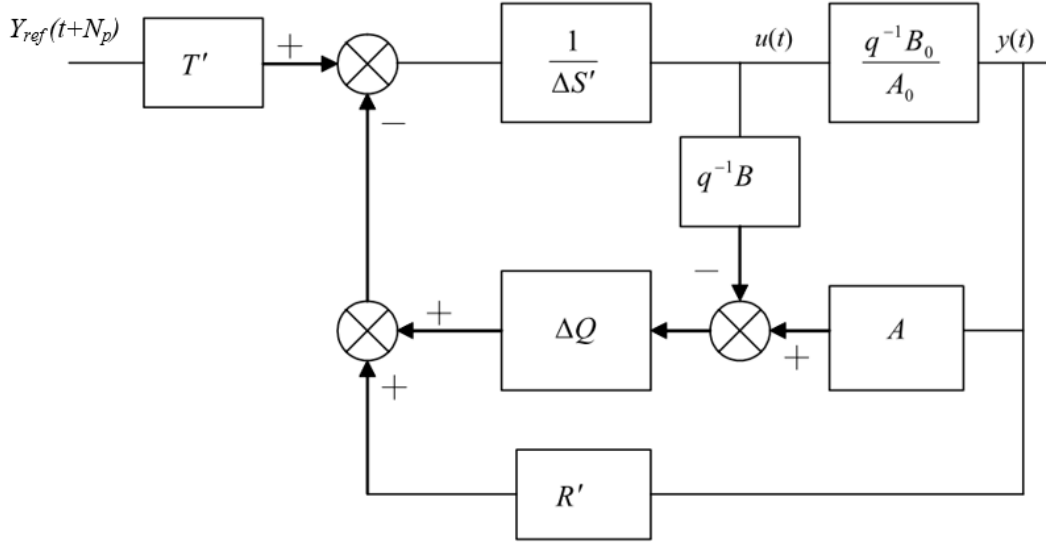 Y_ref(t+N_p)
T′
+
−
1
ΔS′
u(t)
q⁻¹B₀
A₀
y(t)
q⁻¹B
−
+
ΔQ
+
A
+
R′